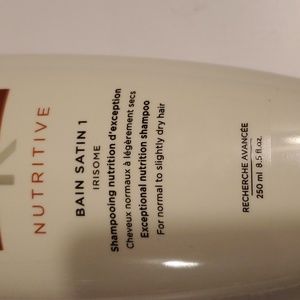 K
NUTRITIVE
BAIN SATIN 1
IRISOME
Shampooing nutrition d'exception
Cheveux normaux à légèrement secs
Exceptional nutrition shampoo
For normal to slightly dry hair
RECHERCHE AVANCÉE
250 ml 8.5 fl.oz.